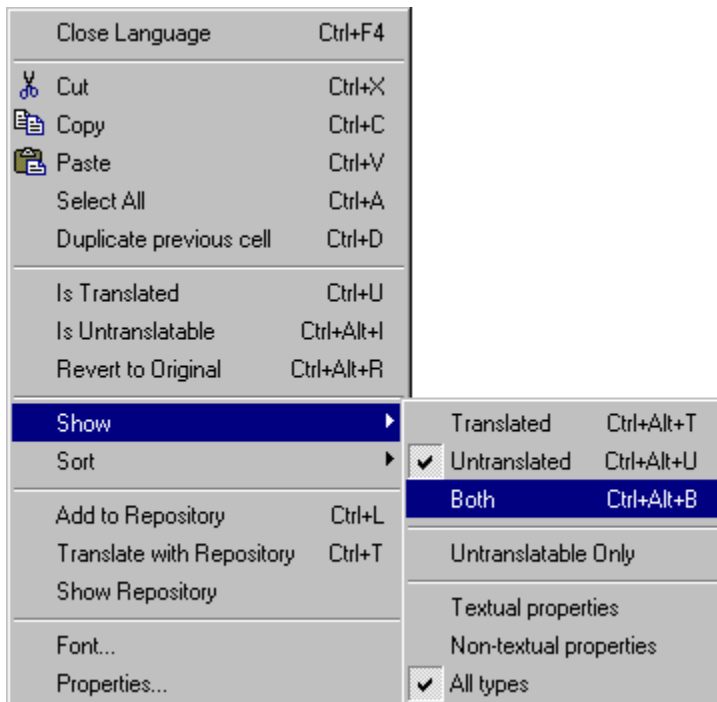 Close Language Ctrl+F4
Cut Ctrl+X
Copy Ctrl+C
Paste Ctrl+V
Select All Ctrl+A
Duplicate previous cell Ctrl+D
Is Translated Ctrl+U
Is Untranslatable Ctrl+Alt+I
Revert to Original Ctrl+Alt+R
Show
Sort
Add to Repository Ctrl+L
Translate with Repository Ctrl+T
Show Repository
Font...
Properties...
Translated Ctrl+Alt+T
Untranslated Ctrl+Alt+U
Both Ctrl+Alt+B
Untranslatable Only
Textual properties
Non-textual properties
All types